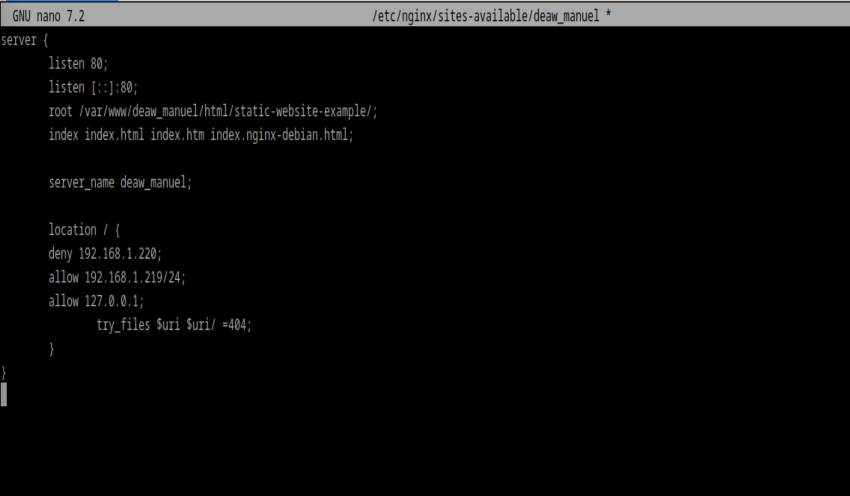 GNU nano 7.2 /etc/nginx/sites-available/deaw_manuel *
server {
listen 80;
listen [::]:80;
root /var/www/deaw_manuel/html/static-website-example/;
index index.html index.htm index.nginx-debian.html;
server_name deaw_manuel;
location / {
deny 192.168.1.220;
allow 192.168.1.219/24;
allow 127.0.0.1;
try_files $uri $uri/ =404;
}
}